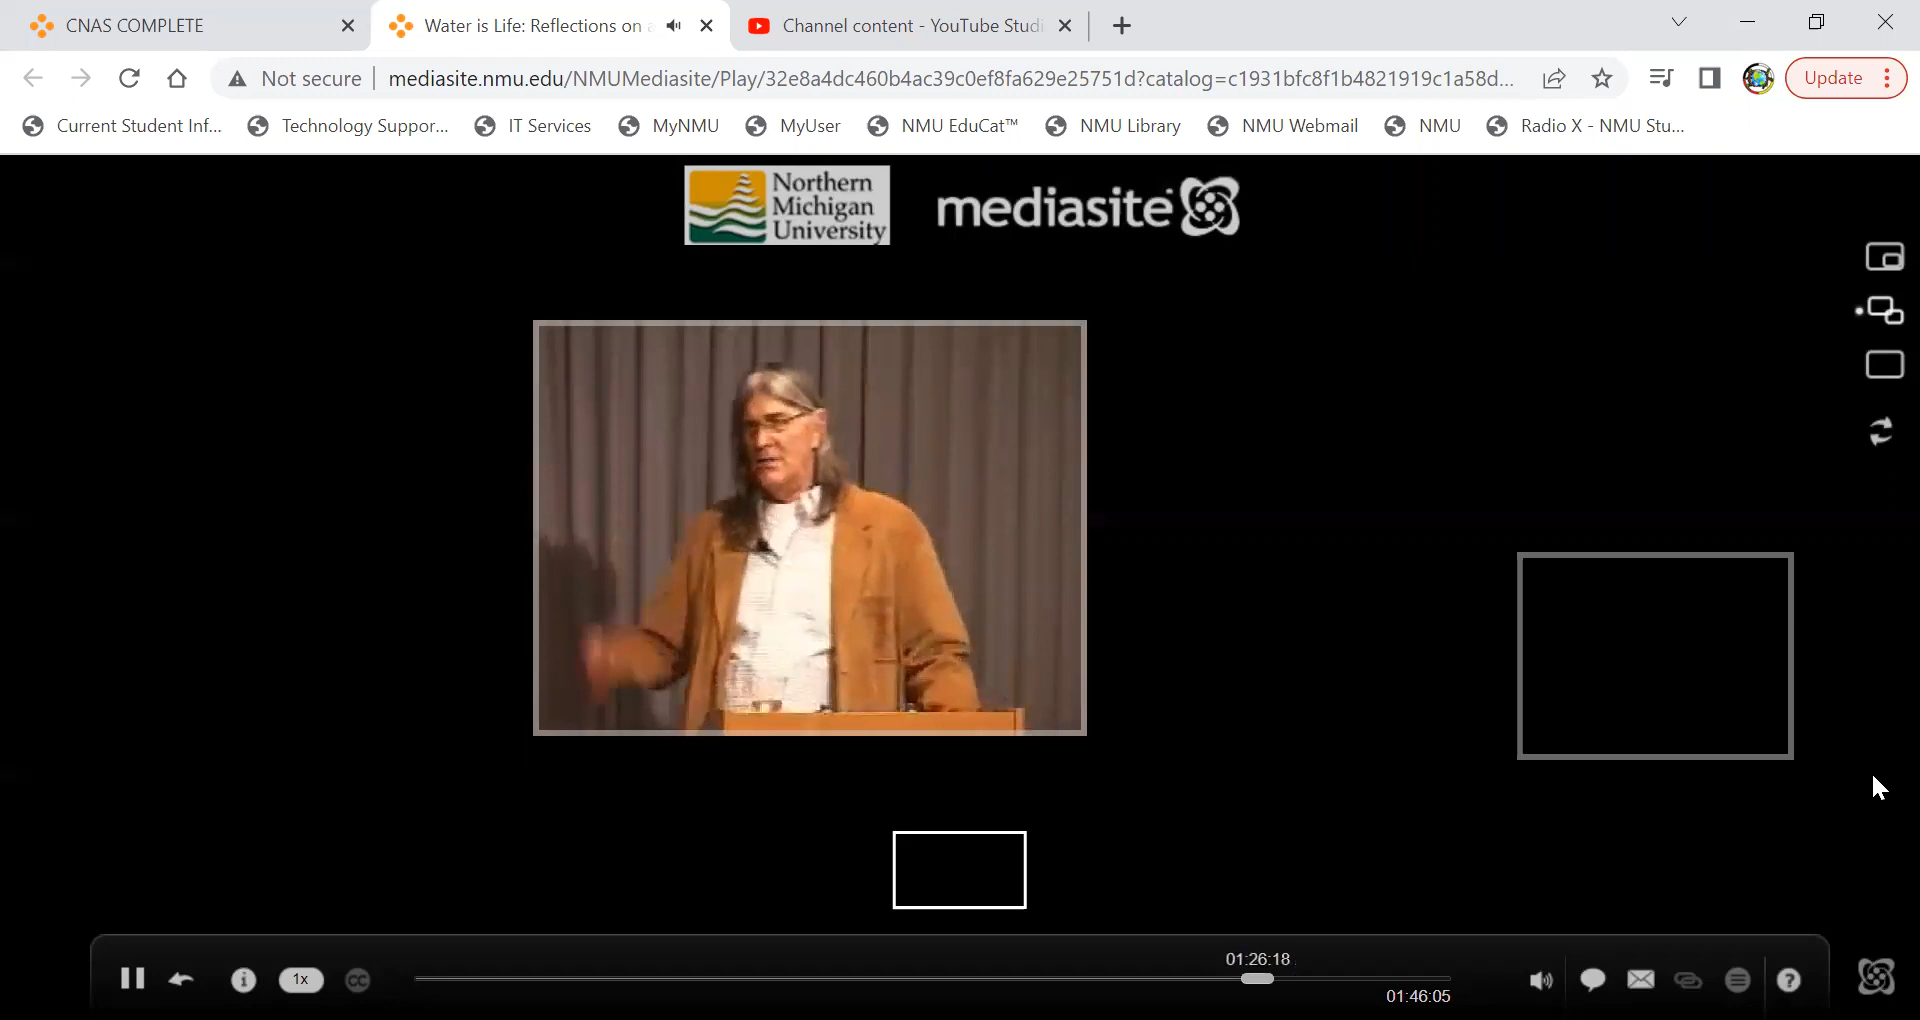 CNAS COMPLETE
Water is Life: Reflections on a
Channel content - YouTube Studi
Not secure
mediasite.nmu.edu/NMUMediasite/Play/32e8a4dc460b4ac39c0ef8fa629e25751d?catalog=c1931bfc8f1b4821919c1a58d...
Update
Current Student Inf...
Technology Suppor...
IT Services
MyNMU
MyUser
NMU EduCat™
NMU Library
NMU Webmail
NMU
Radio X - NMU Stu...
Northern
Michigan
University
mediasite
01:26:18
1x
CC
01:46:05